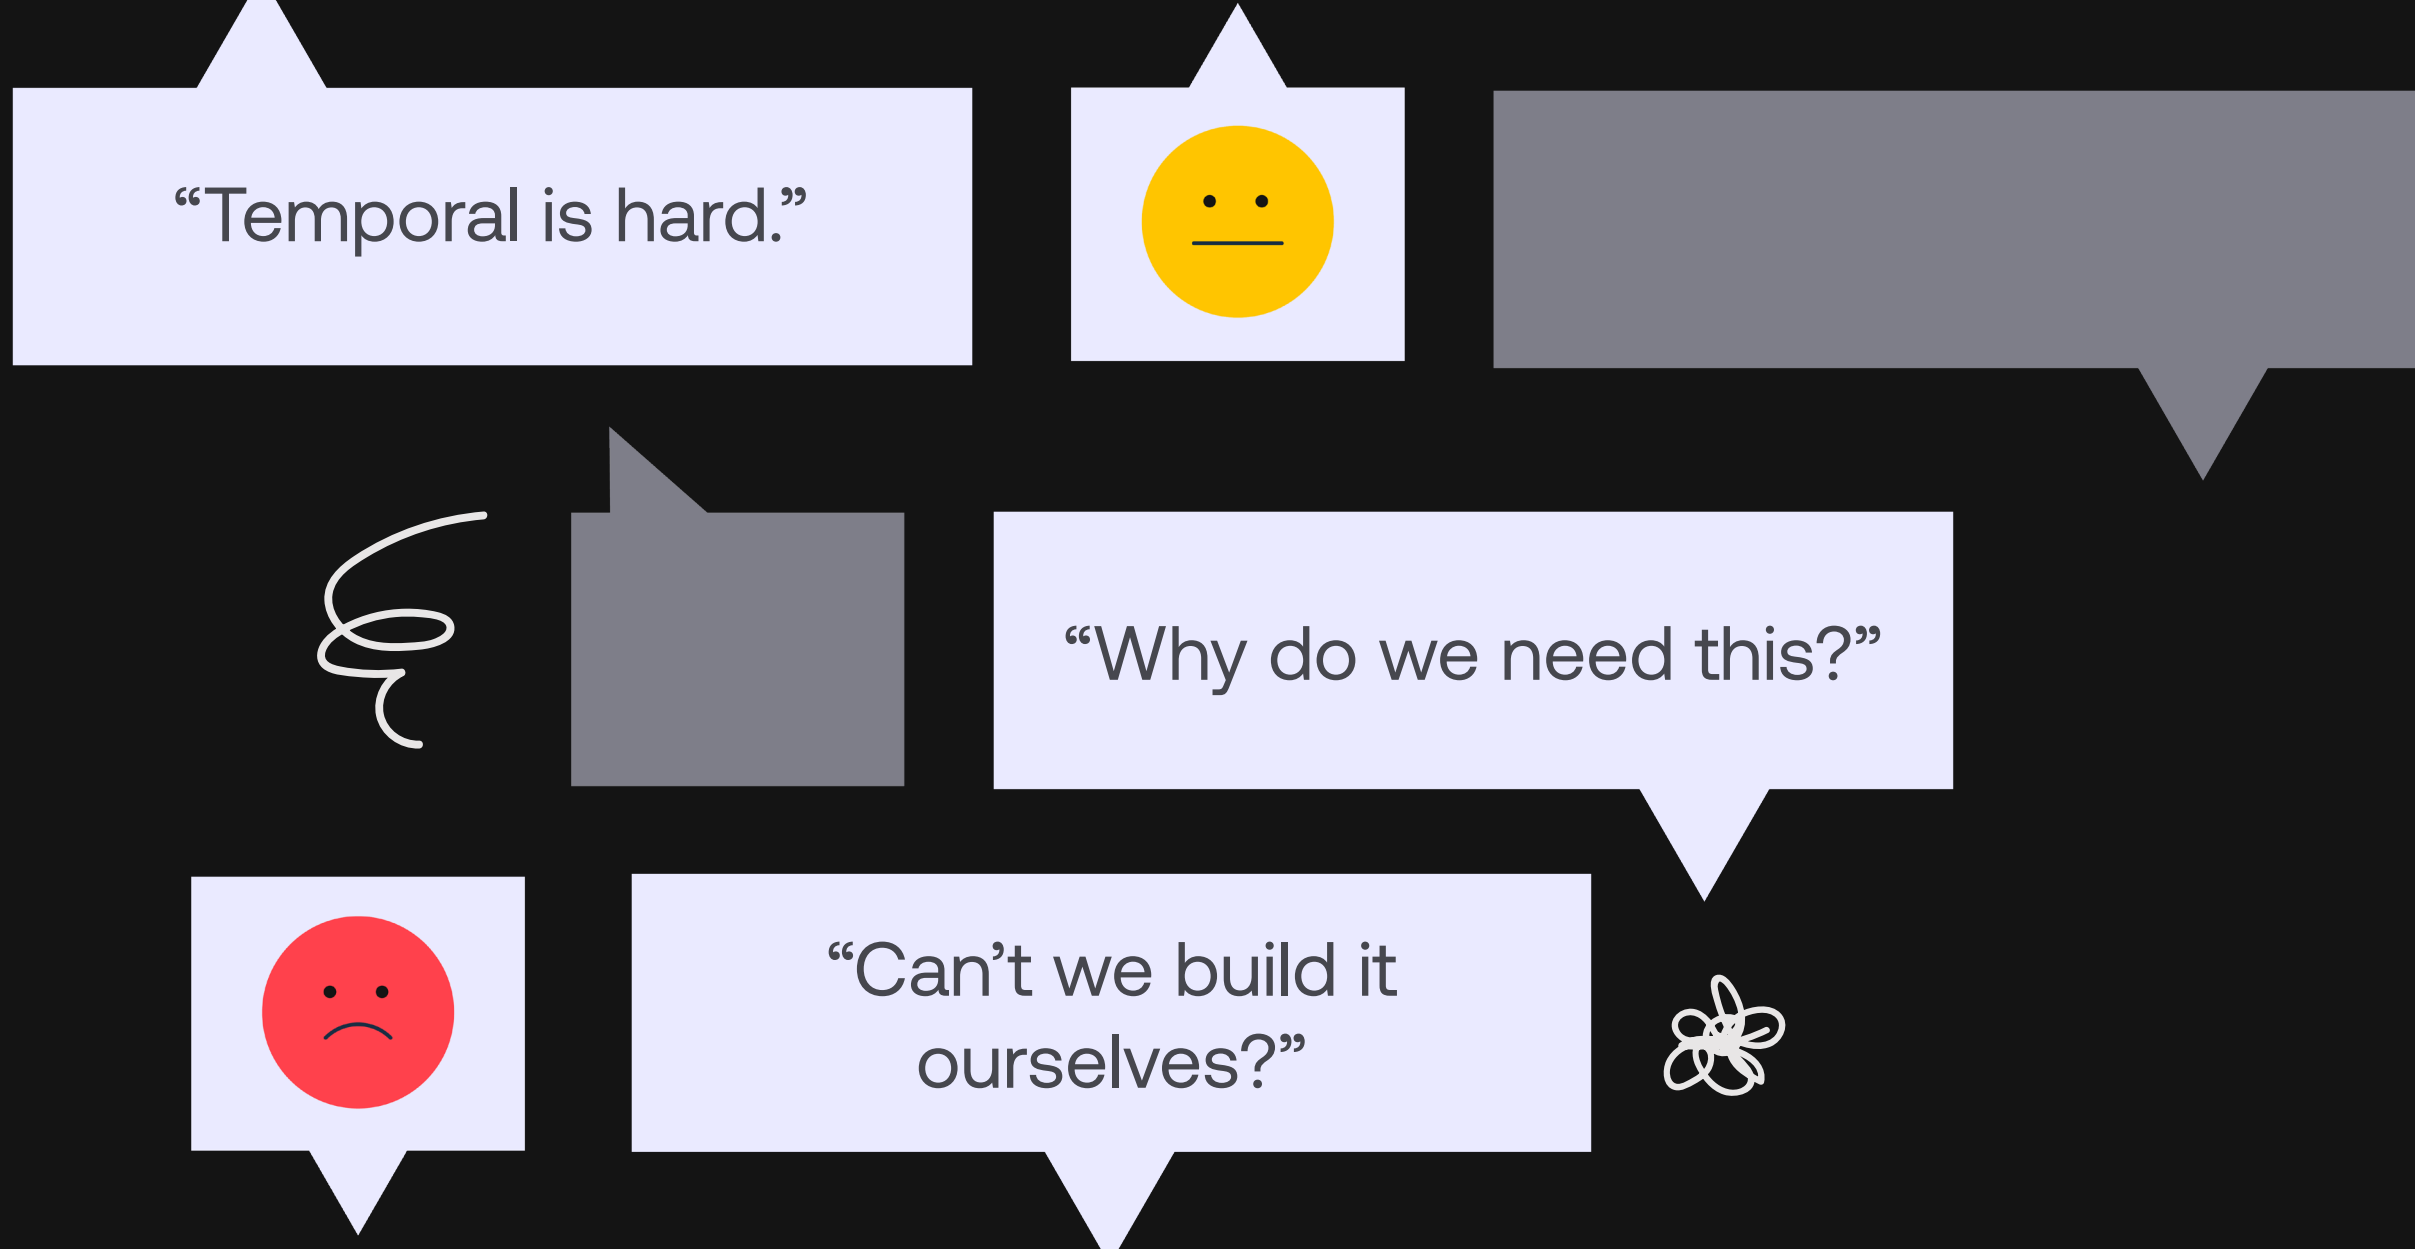 “Temporal is hard.”
“Why do we need this?”
“Can’t we build it
ourselves?”